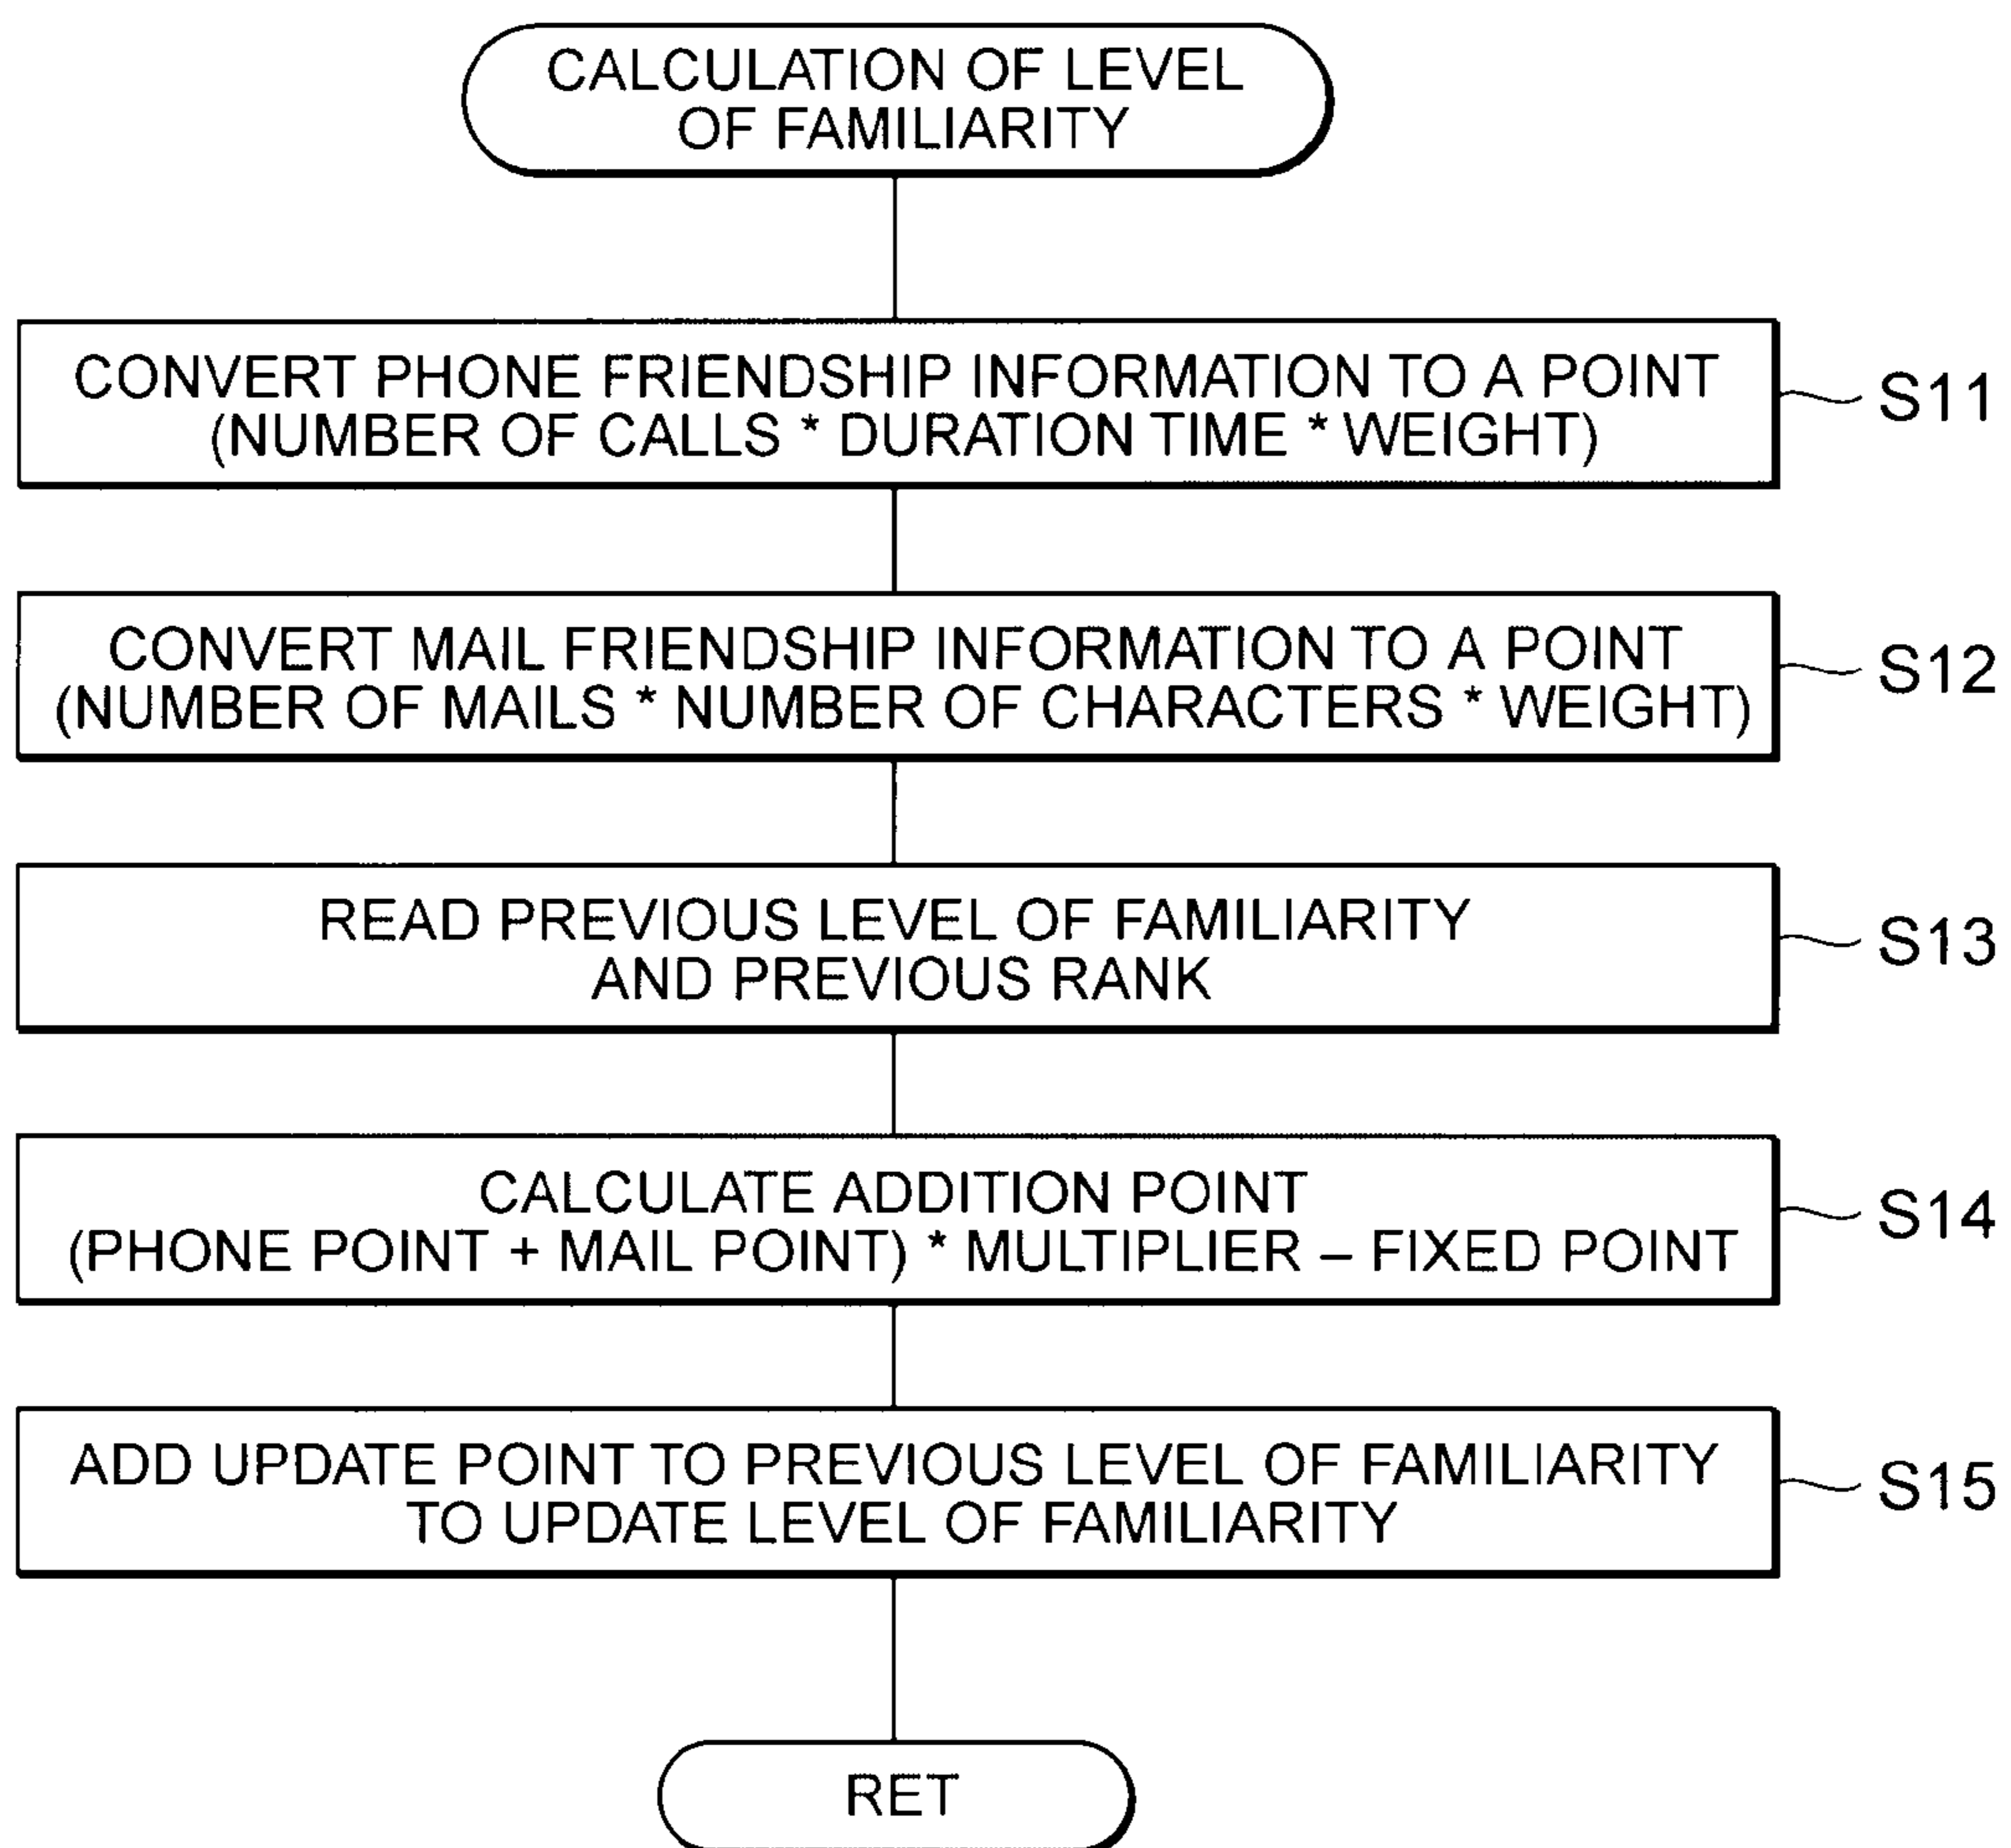 CALCULATION OF LEVEL
OF FAMILIARITY
CONVERT PHONE FRIENDSHIP INFORMATION TO A POINT
(NUMBER OF CALLS * DURATION TIME * WEIGHT)
S11
CONVERT MAIL FRIENDSHIP INFORMATION TO A POINT
(NUMBER OF MAILS * NUMBER OF CHARACTERS * WEIGHT)
S12
READ PREVIOUS LEVEL OF FAMILIARITY
AND PREVIOUS RANK
S13
CALCULATE ADDITION POINT
(PHONE POINT + MAIL POINT) * MULTIPLIER – FIXED POINT
S14
ADD UPDATE POINT TO PREVIOUS LEVEL OF FAMILIARITY
TO UPDATE LEVEL OF FAMILIARITY
S15
RET